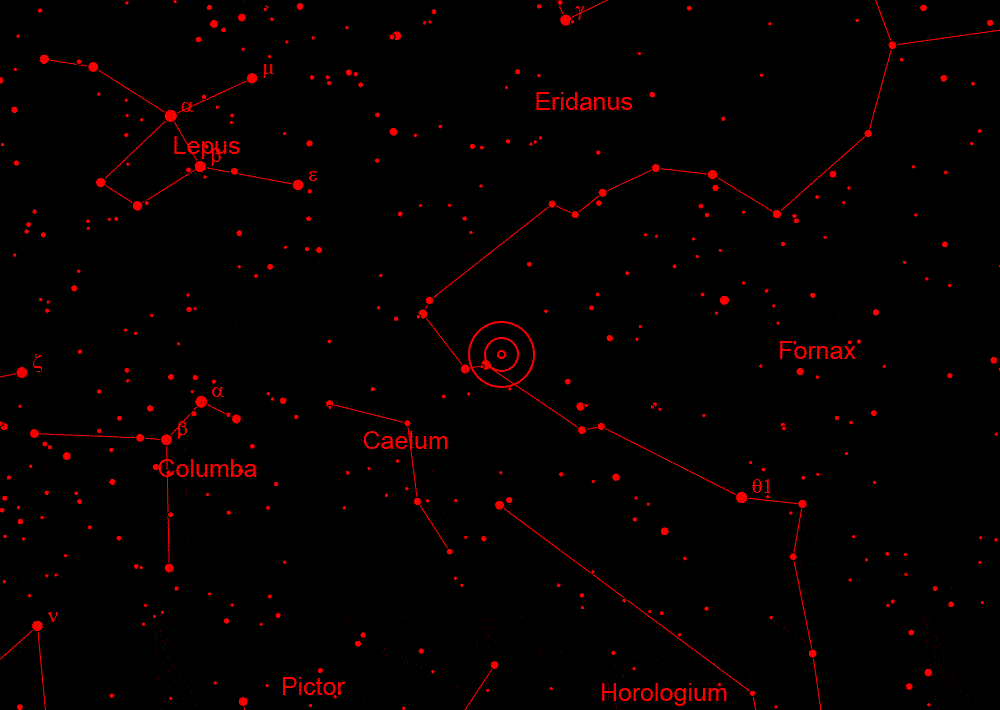 γ
μ
Eridanus
α
Lepus
β
ε
Fornax
ζ
α
β
Caelum
Columba
θ1
ν
Pictor
Horologium